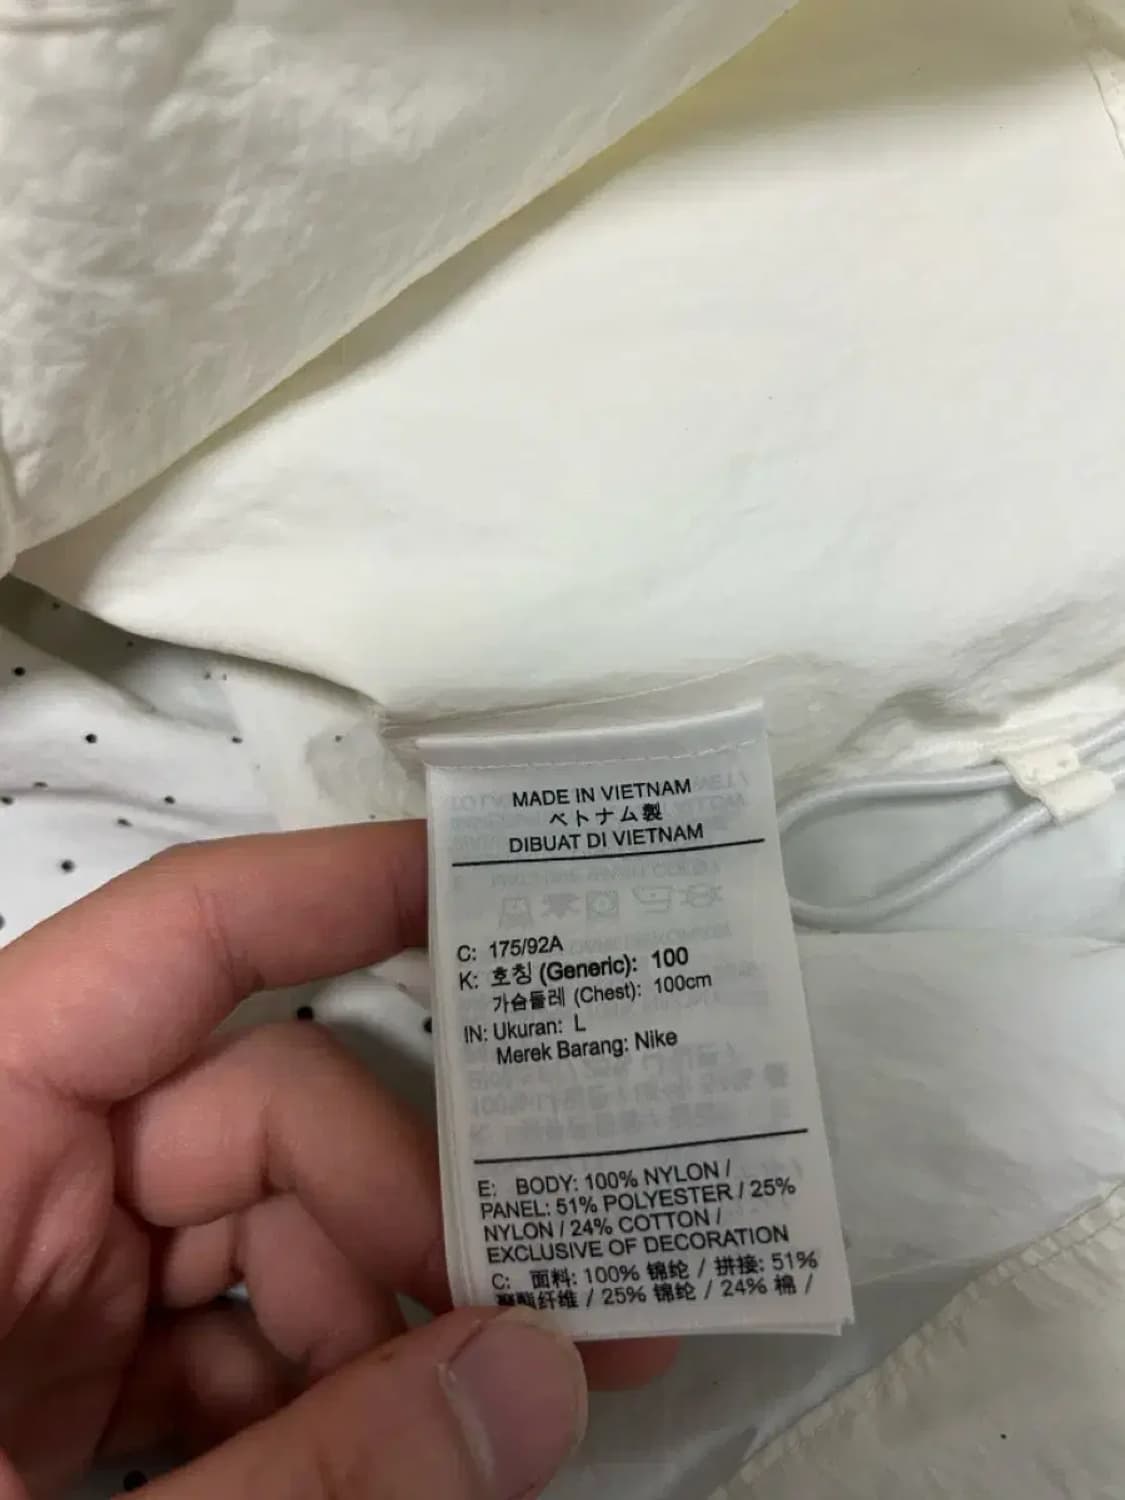 MADE IN VIETNAM
ベトナム製
DIBUAT DI VIETNAM
C: 175/92A
K: 호칭 (Generic): 100
가슴둘레 (Chest): 100cm
IN: Ukuran: L
Merek Barang: Nike
E: BODY: 100% NYLON /
PANEL: 51% POLYESTER / 25%
NYLON / 24% COTTON /
EXCLUSIVE OF DECORATION
C: 面料: 100% 锦纶 / 拼接: 51%
聚酯纤维 / 25% 锦纶 / 24% 棉 /